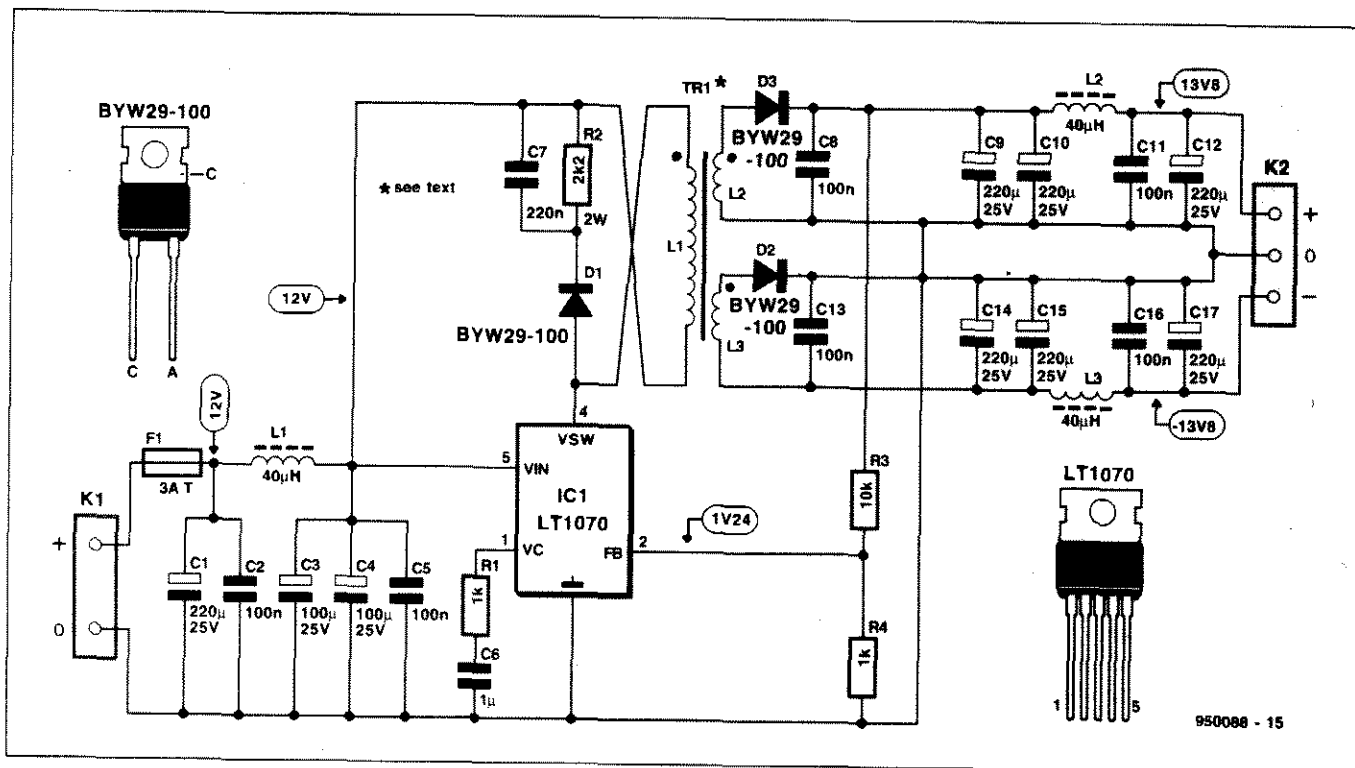 BYW29-100
C
C A
* see text
12V
12V
C7
220n
R2
2k2
2W
D1
BYW29-100
TR1 *
L1
D3
BYW29
-100
L2
C8
100n
C9
220µ
25V
C10
220µ
25V
L2
40µH
C11
100n
13V8
C12
220µ
25V
K2
+
0
−
D2
BYW29
-100
L3
C13
100n
C14
220µ
25V
C15
220µ
25V
L3
40µH
C16
100n
C17
220µ
25V
-13V8
K1
+
0
F1
3A T
L1
40µH
C1
220µ
25V
C2
100n
C3
100µ
25V
C4
100µ
25V
C5
100n
4
VSW
5 VIN
IC1
LT1070
1 VC
FB 2
R1
1k
C6
1µ
1V24
R3
10k
R4
1k
LT1070
1 5
950088 - 15